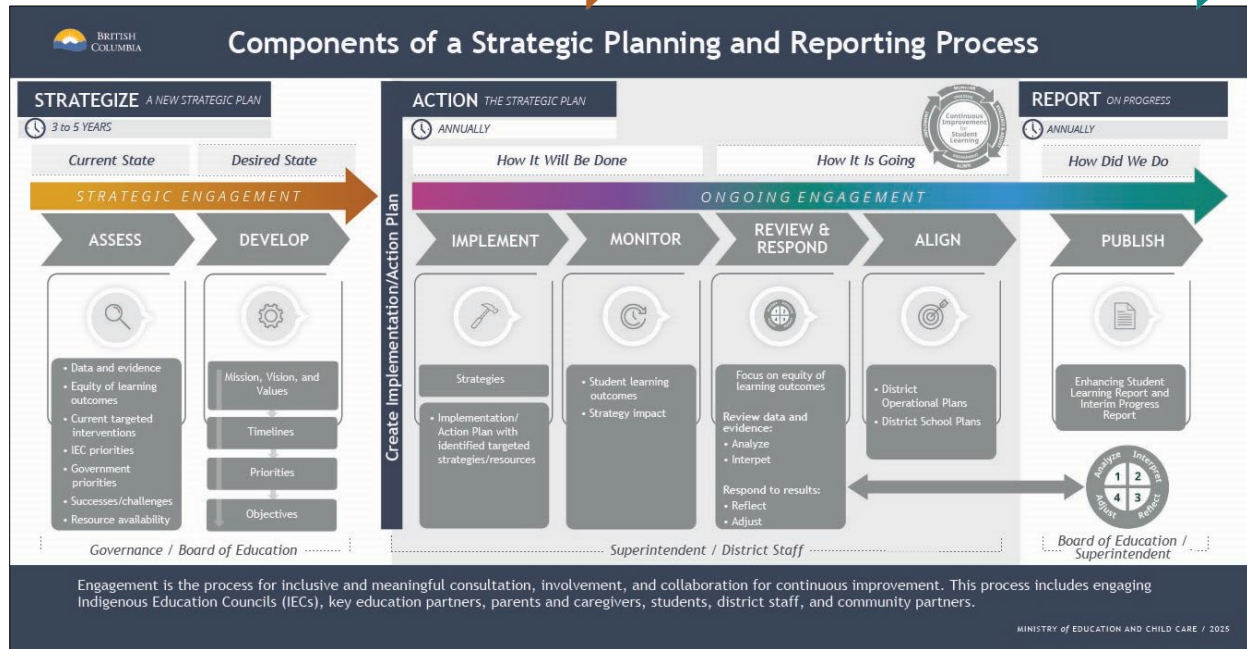 BRITISH
COLUMBIA
Components of a Strategic Planning and Reporting Process
STRATEGIZE A NEW STRATEGIC PLAN
3 to 5 YEARS
Current State
Desired State
STRATEGIC ENGAGEMENT
ASSESS
DEVELOP
• Data and evidence
• Equity of learning
outcomes
• Current targeted
interventions
• IEC priorities
• Government
priorities
• Successes/challenges
• Resource availability
Mission, Vision, and
Values
Timelines
Priorities
Objectives
Governance / Board of Education
Create Implementation/Action Plan
ACTION THE STRATEGIC PLAN
ANNUALLY
How It Will Be Done
How It Is Going
Continuous
Improvement
for
Student
Learning
ALIGN
ONGOING ENGAGEMENT
IMPLEMENT
MONITOR
REVIEW &
RESPOND
ALIGN
Strategies
• Implementation/
Action Plan with
identified targeted
strategies/resources
• Student learning
outcomes
• Strategy impact
Focus on equity of
learning outcomes
Review data and
evidence:
• Analyze
• Interpet
Respond to results:
• Reflect
• Adjust
• District
Operational Plans
• District School Plans
Superintendent / District Staff
REPORT ON PROGRESS
ANNUALLY
How Did We Do
PUBLISH
Enhancing Student
Learning Report and
Interim Progress
Report
Analyze
Interpret
1 2
4 3
Adjust
Reflect
Board of Education /
Superintendent
Engagement is the process for inclusive and meaningful consultation, involvement, and collaboration for continuous improvement. This process includes engaging
Indigenous Education Councils (IECs), key education partners, parents and caregivers, students, district staff, and community partners.
MINISTRY of EDUCATION AND CHILD CARE / 2025